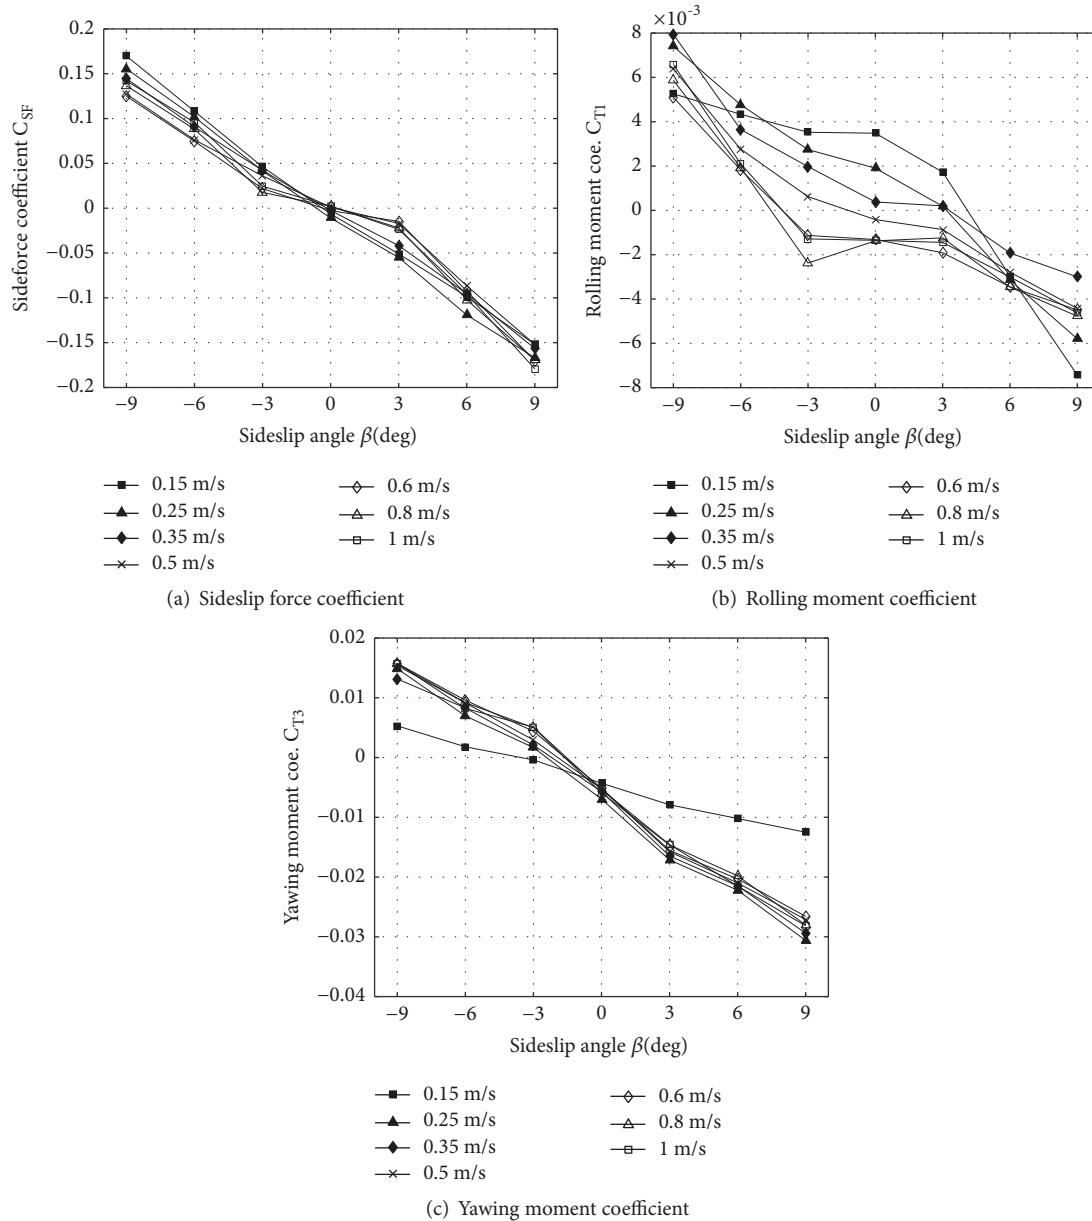 0.2
0.15
0.1
0.05
0
−0.05
−0.1
−0.15
−0.2
Sideforce coefficient C_SF
−9 −6 −3 0 3 6 9
Sideslip angle β(deg)
0.15 m/s
0.25 m/s
0.35 m/s
0.5 m/s
0.6 m/s
0.8 m/s
1 m/s
(a) Sideslip force coefficient
×10⁻³
8
6
4
2
0
−2
−4
−6
−8
Rolling moment coe. C_T1
−9 −6 −3 0 3 6 9
Sideslip angle β(deg)
0.15 m/s
0.25 m/s
0.35 m/s
0.5 m/s
0.6 m/s
0.8 m/s
1 m/s
(b) Rolling moment coefficient
0.02
0.01
0
−0.01
−0.02
−0.03
−0.04
Yawing moment coe. C_T3
−9 −6 −3 0 3 6 9
Sideslip angle β(deg)
0.15 m/s
0.25 m/s
0.35 m/s
0.5 m/s
0.6 m/s
0.8 m/s
1 m/s
(c) Yawing moment coefficient